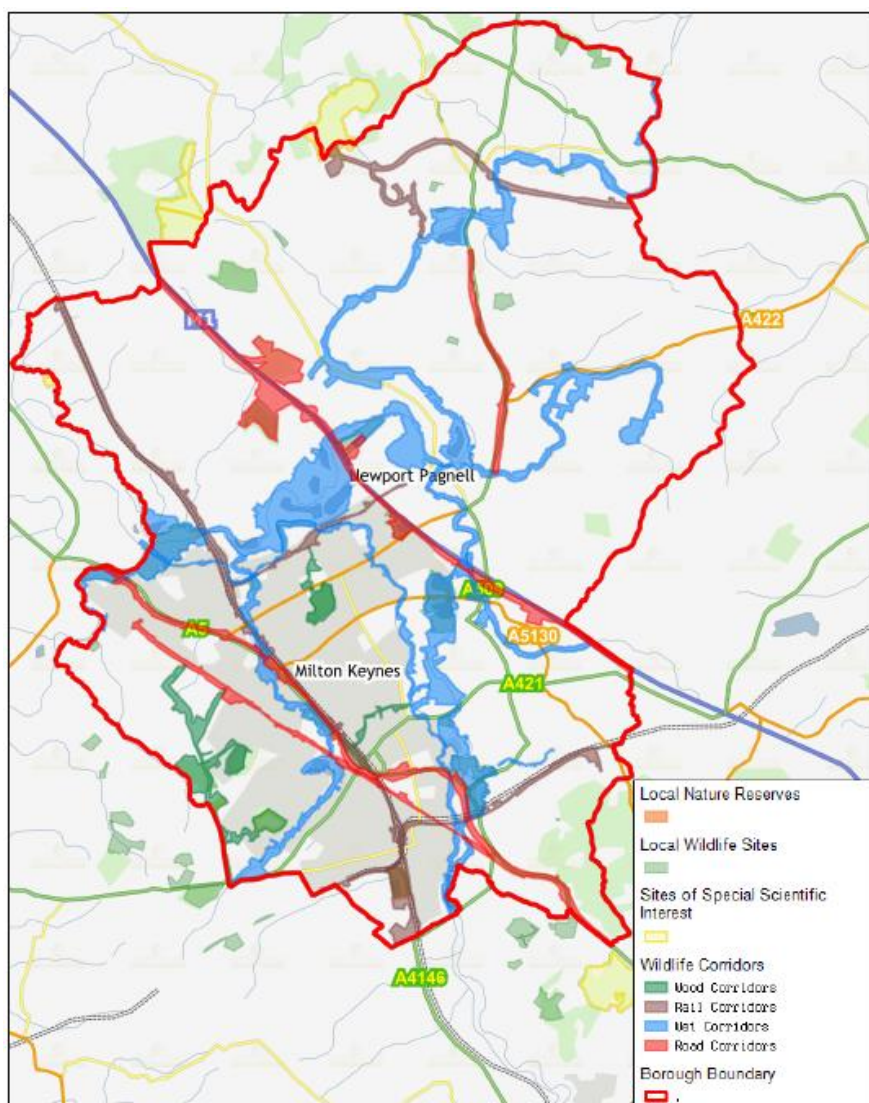 M1
A422
Newport Pagnell
A509
A5
A5130
Milton Keynes
A421
A4146
Local Nature Reserves
Local Wildlife Sites
Sites of Special Scientific
Interest
Wildlife Corridors
Wood Corridors
Rail Corridors
Wet Corridors
Road Corridors
Borough Boundary
.